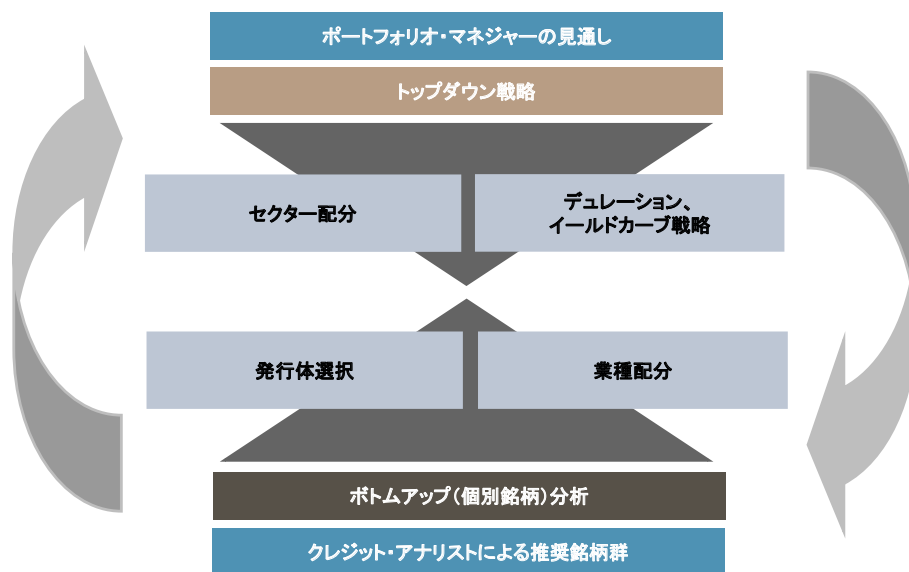 ポートフォリオ・マネジャーの見通し
トップダウン戦略
セクター配分
デュレーション、
イールドカーブ戦略
発行体選択
業種配分
ボトムアップ（個別銘柄）分析
クレジット・アナリストによる推奨銘柄群